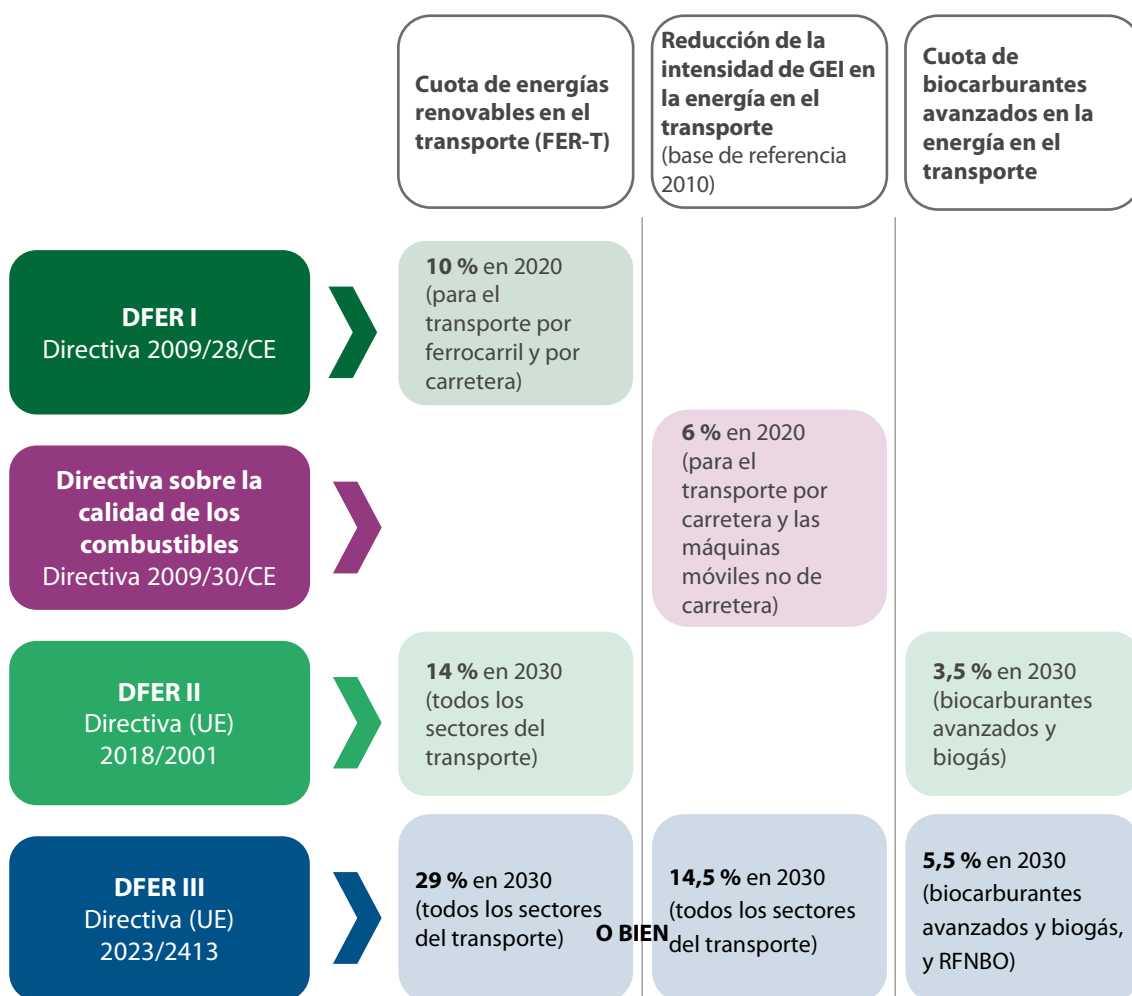 Cuota de energías
renovables en el
transporte (FER-T)
Reducción de la
intensidad de GEI en
la energía en el
transporte
(base de referencia
2010)
Cuota de
biocarburantes
avanzados en la
energía en el
transporte
DFER I
Directiva 2009/28/CE
10 % en 2020
(para el
transporte por
ferrocarril y por
carretera)
Directiva sobre la
calidad de los
combustibles
Directiva 2009/30/CE
6 % en 2020
(para el
transporte por
carretera y las
máquinas
móviles no de
carretera)
DFER II
Directiva (UE)
2018/2001
14 % en 2030
(todos los
sectores del
transporte)
3,5 % en 2030
(biocarburantes
avanzados y
biogás)
DFER III
Directiva (UE)
2023/2413
29 % en 2030
(todos los sectores
del transporte)
O BIEN
14,5 % en 2030
(todos los sectores
del transporte)
5,5 % en 2030
(biocarburantes
avanzados y biogás,
y RFNBO)